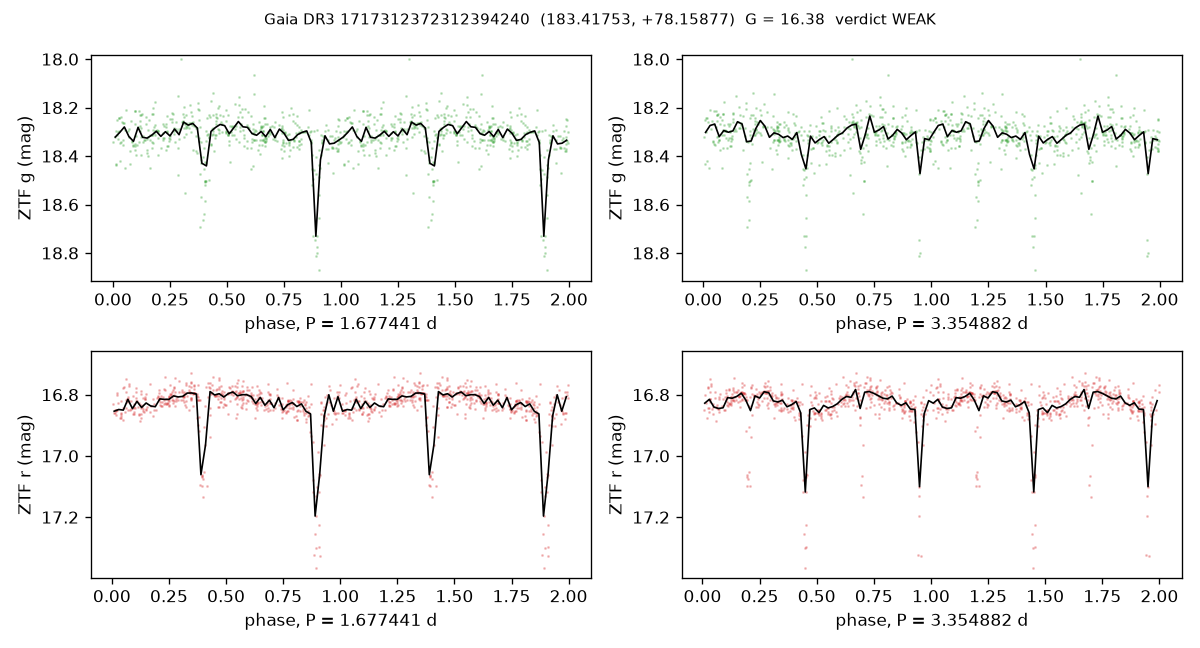 Gaia DR3 1717312372312394240  (183.41753, +78.15877)  G = 16.38  verdict WEAK
18.0
18.2
18.4
18.6
18.8
ZTF g (mag)
0.00 0.25 0.50 0.75 1.00 1.25 1.50 1.75 2.00
phase, P = 1.677441 d
18.0
18.2
18.4
18.6
18.8
ZTF g (mag)
0.00 0.25 0.50 0.75 1.00 1.25 1.50 1.75 2.00
phase, P = 3.354882 d
16.8
17.0
17.2
ZTF r (mag)
0.00 0.25 0.50 0.75 1.00 1.25 1.50 1.75 2.00
phase, P = 1.677441 d
16.8
17.0
17.2
ZTF r (mag)
0.00 0.25 0.50 0.75 1.00 1.25 1.50 1.75 2.00
phase, P = 3.354882 d